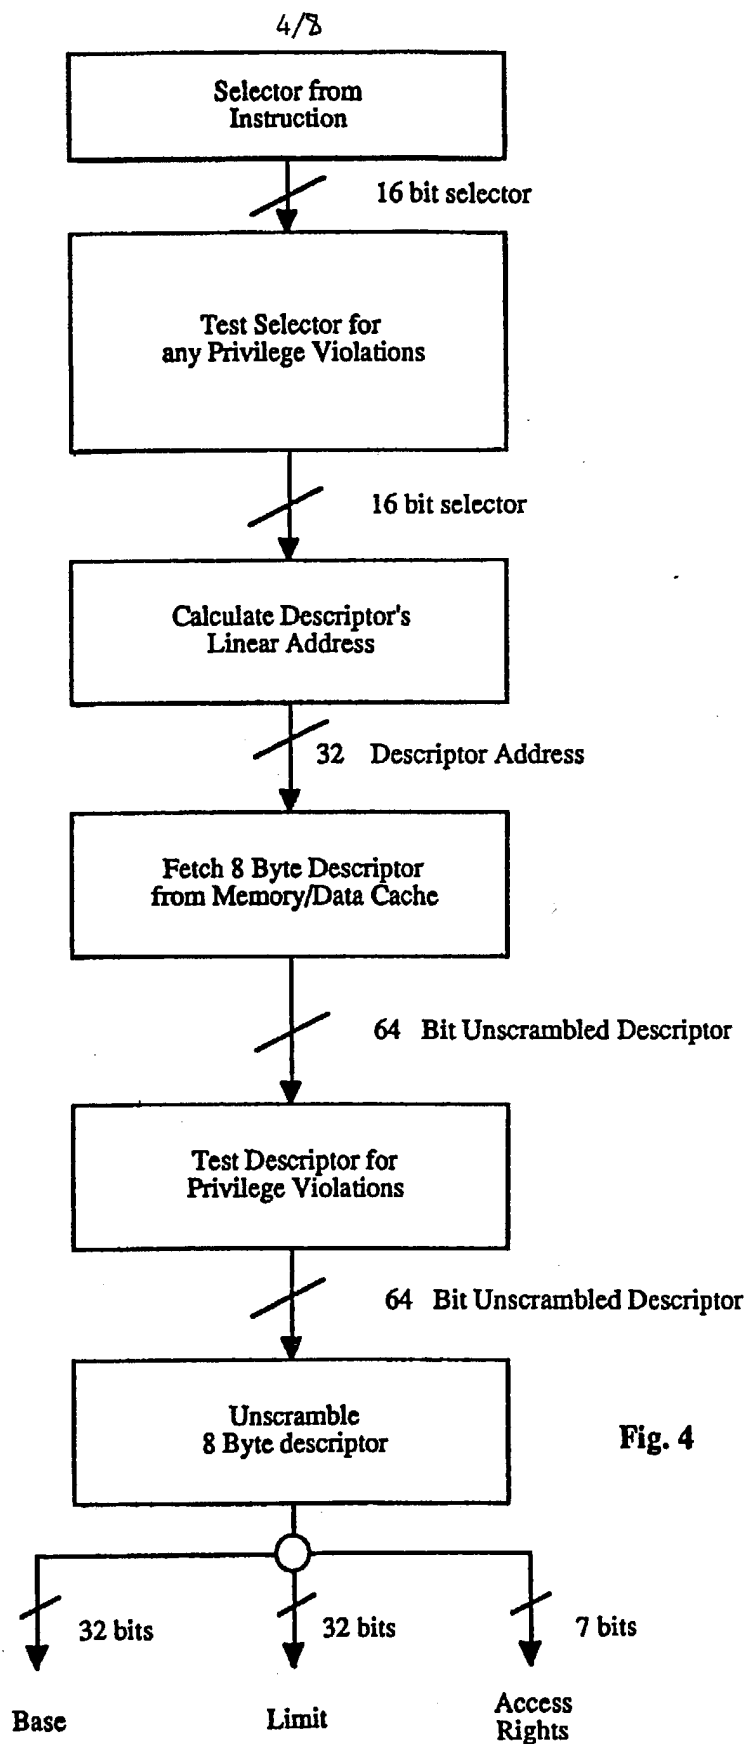 4/8
Selector from
Instruction
16 bit selector
Test Selector for
any Privilege Violations
16 bit selector
Calculate Descriptor's
Linear Address
32 Descriptor Address
Fetch 8 Byte Descriptor
from Memory/Data Cache
64 Bit Unscrambled Descriptor
Test Descriptor for
Privilege Violations
64 Bit Unscrambled Descriptor
Unscramble
8 Byte descriptor
Fig. 4
32 bits
32 bits
7 bits
Base
Limit
Access
Rights